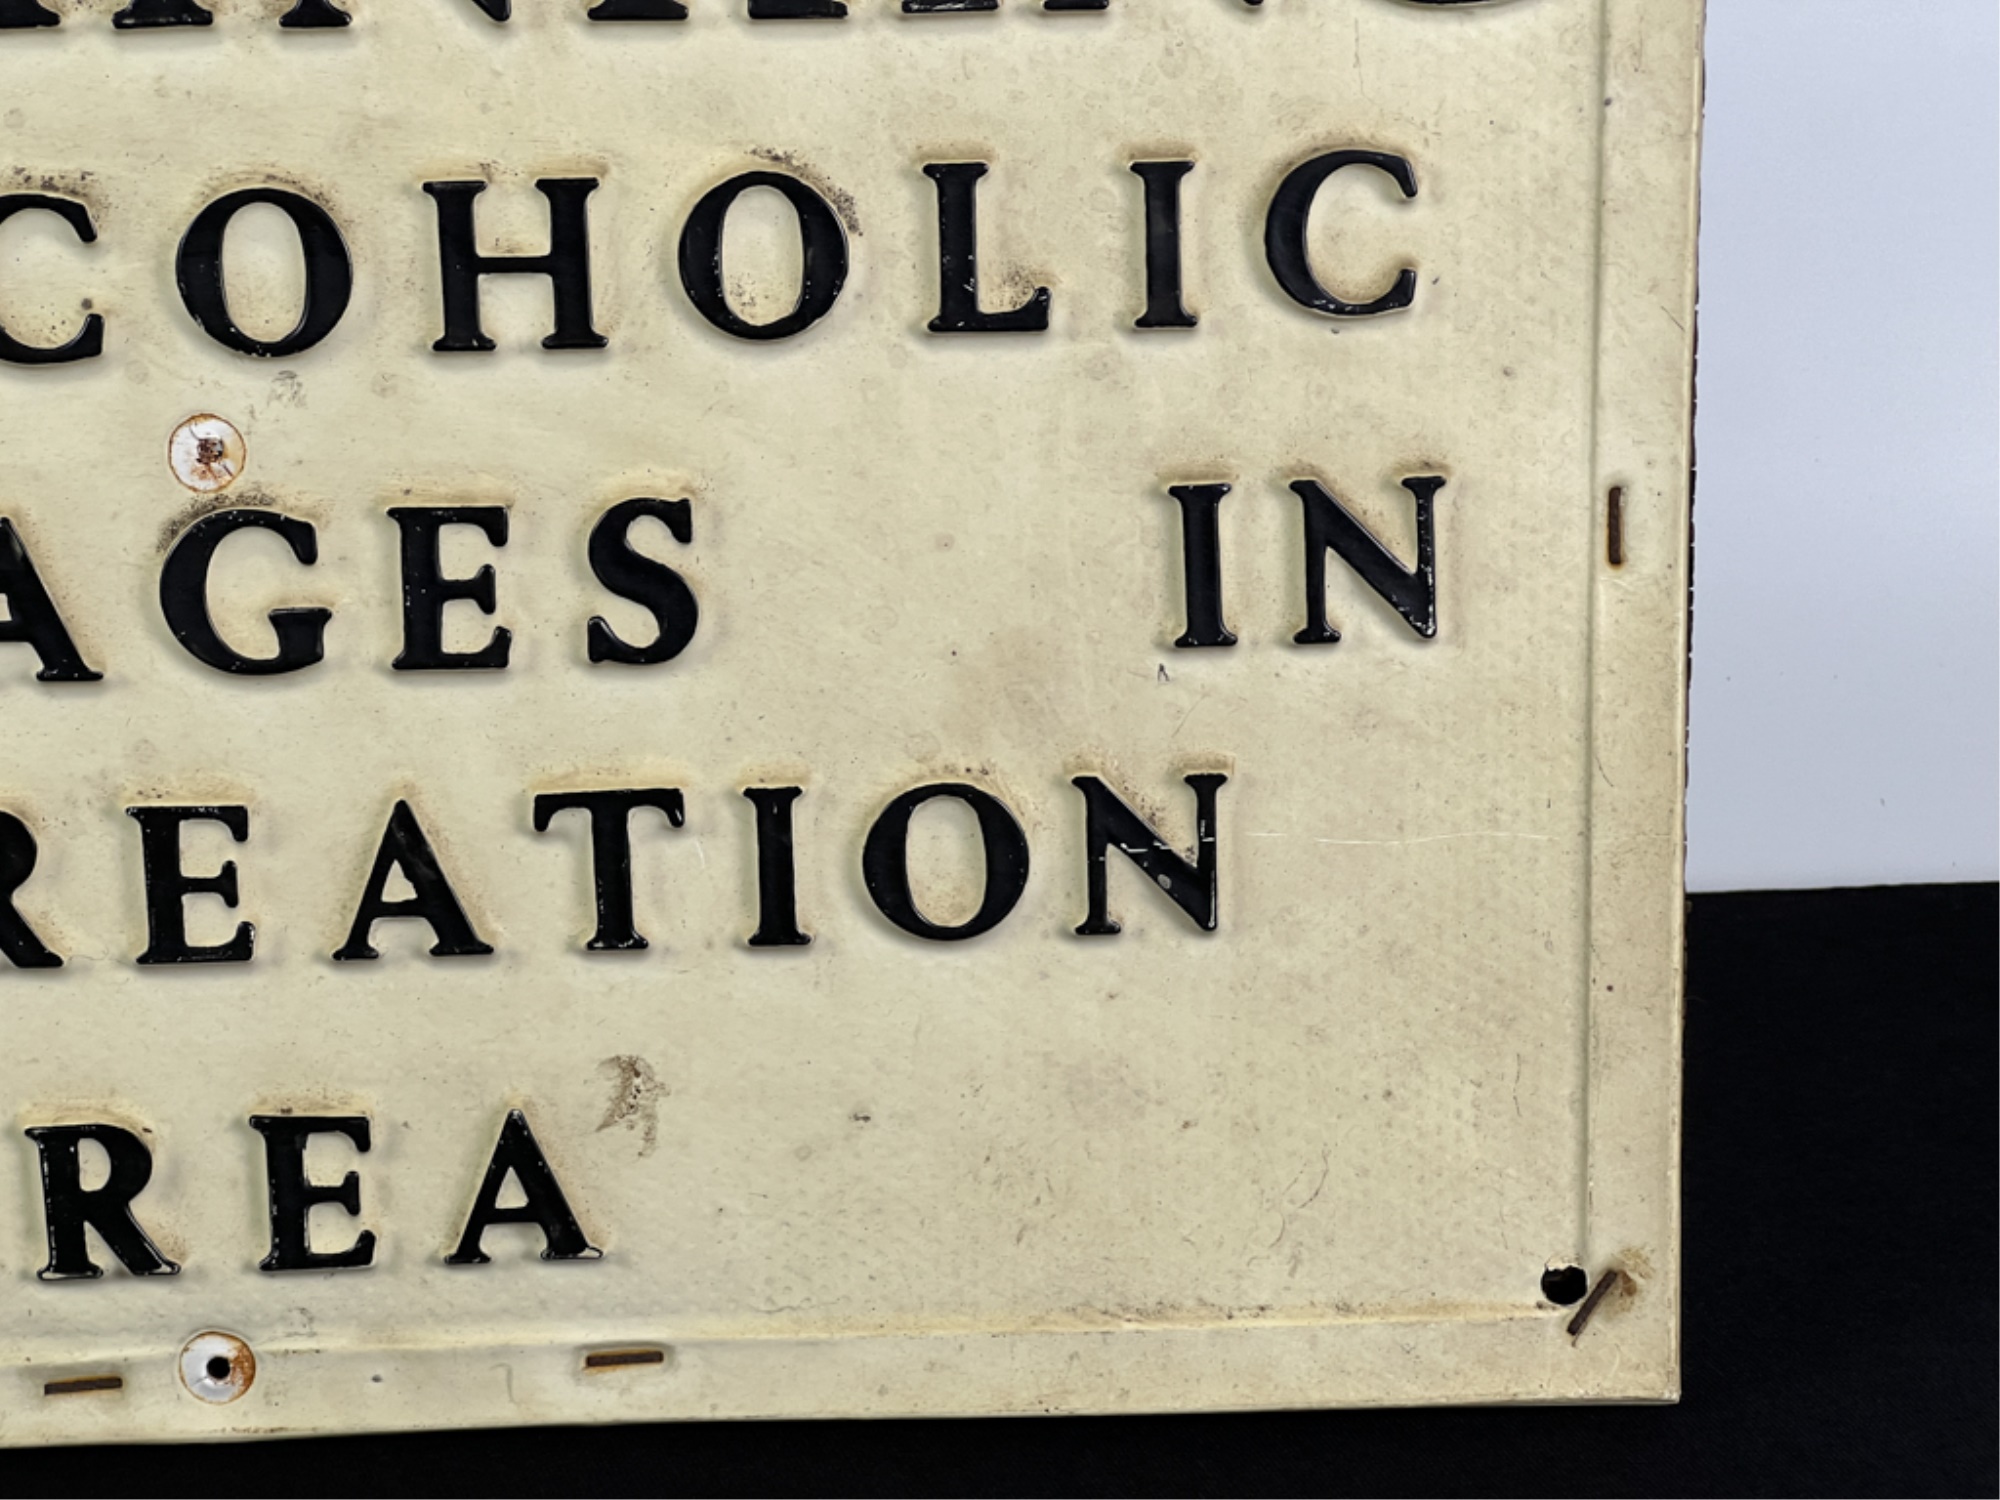 COHOLIC
AGES IN
REATION
REA